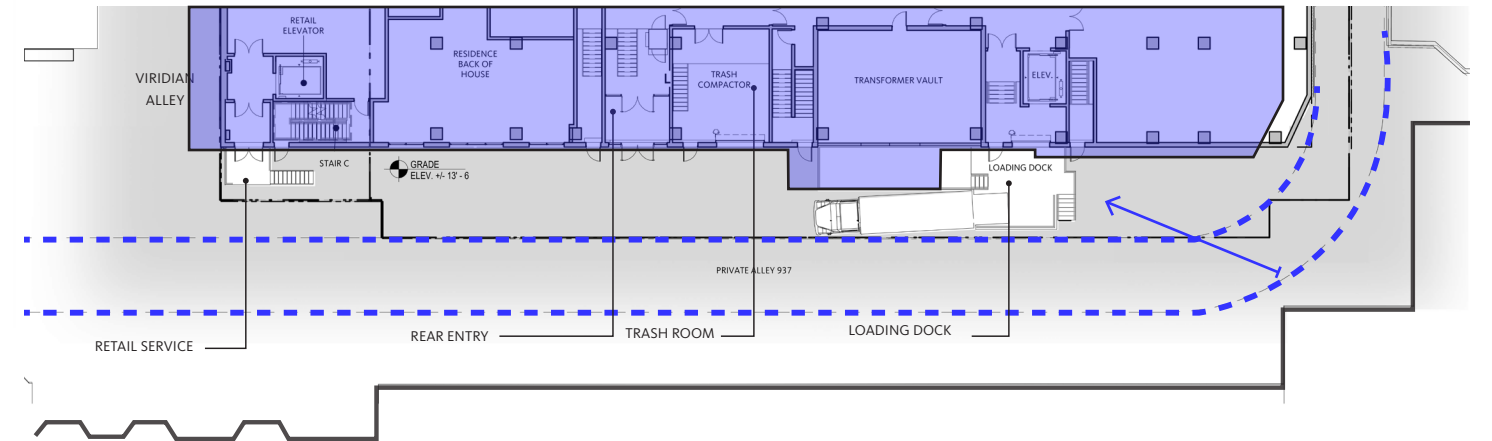 RETAIL
ELEVATOR
RESIDENCE
BACK OF
HOUSE
VIRIDIAN
ALLEY
TRASH
COMPACTOR
TRANSFORMER VAULT
ELEV.
STAIR C
GRADE
ELEV. +/- 13' - 6
LOADING DOCK
PRIVATE ALLEY 937
RETAIL SERVICE
REAR ENTRY
TRASH ROOM
LOADING DOCK